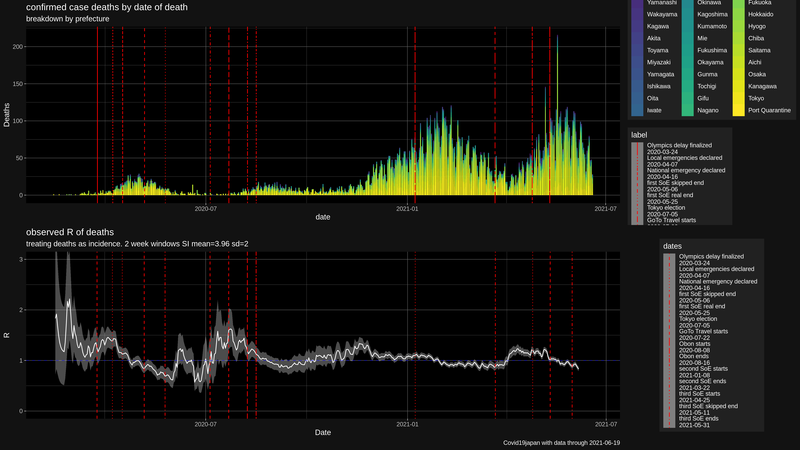 confirmed case deaths by date of death
breakdown by prefecture
200
150
100
50
0
Deaths
2020-07
2021-01
2021-07
date
Yamanashi
Wakayama
Kagawa
Akita
Toyama
Miyazaki
Yamagata
Ishikawa
Oita
Iwate
Okinawa
Kagoshima
Kumamoto
Mie
Fukushima
Okayama
Gunma
Tochigi
Gifu
Nagano
Fukuoka
Hokkaido
Hyogo
Chiba
Saitama
Aichi
Osaka
Kanagawa
Tokyo
Port Quarantine
label
Olympics delay finalized
2020-03-24
Local emergencies declared
2020-04-07
National emergency declared
2020-04-16
first SoE skipped end
2020-05-06
first SoE real end
2020-05-25
Tokyo election
2020-07-05
GoTo Travel starts
observed R of deaths
treating deaths as incidence. 2 week windows SI mean=3.96 sd=2
3
2
1
0
R
2020-07
2021-01
2021-07
Date
dates
Olympics delay finalized
2020-03-24
Local emergencies declared
2020-04-07
National emergency declared
2020-04-16
first SoE skipped end
2020-05-06
first SoE real end
2020-05-25
Tokyo election
2020-07-05
GoTo Travel starts
2020-07-22
Obon starts
2020-08-08
Obon ends
2020-08-16
second SoE starts
2021-01-08
second SoE ends
2021-03-22
third SoE starts
2021-04-25
third SoE skipped end
2021-05-11
third SoE ends
2021-05-31
Covid19japan with data through 2021-06-19